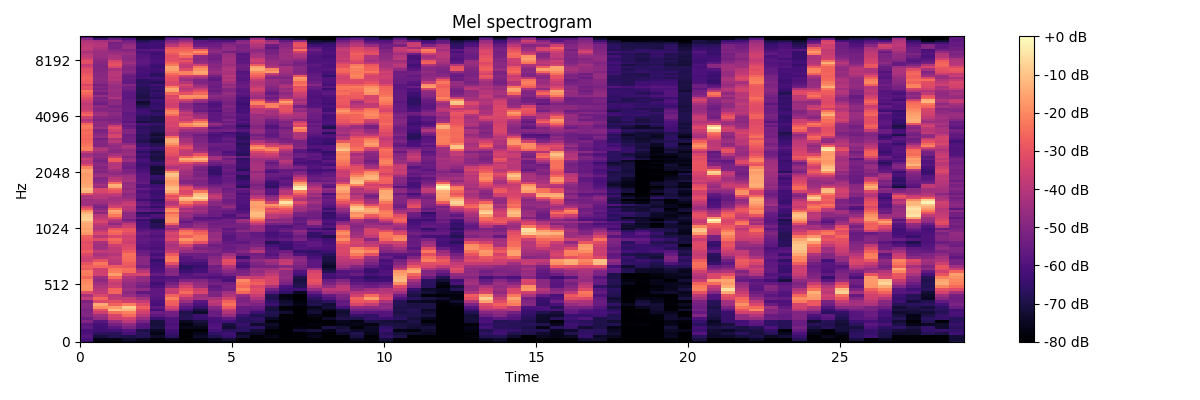 Mel spectrogram
Hz
8192
4096
2048
1024
512
0
0 5 10 15 20 25
Time
+0 dB
-10 dB
-20 dB
-30 dB
-40 dB
-50 dB
-60 dB
-70 dB
-80 dB